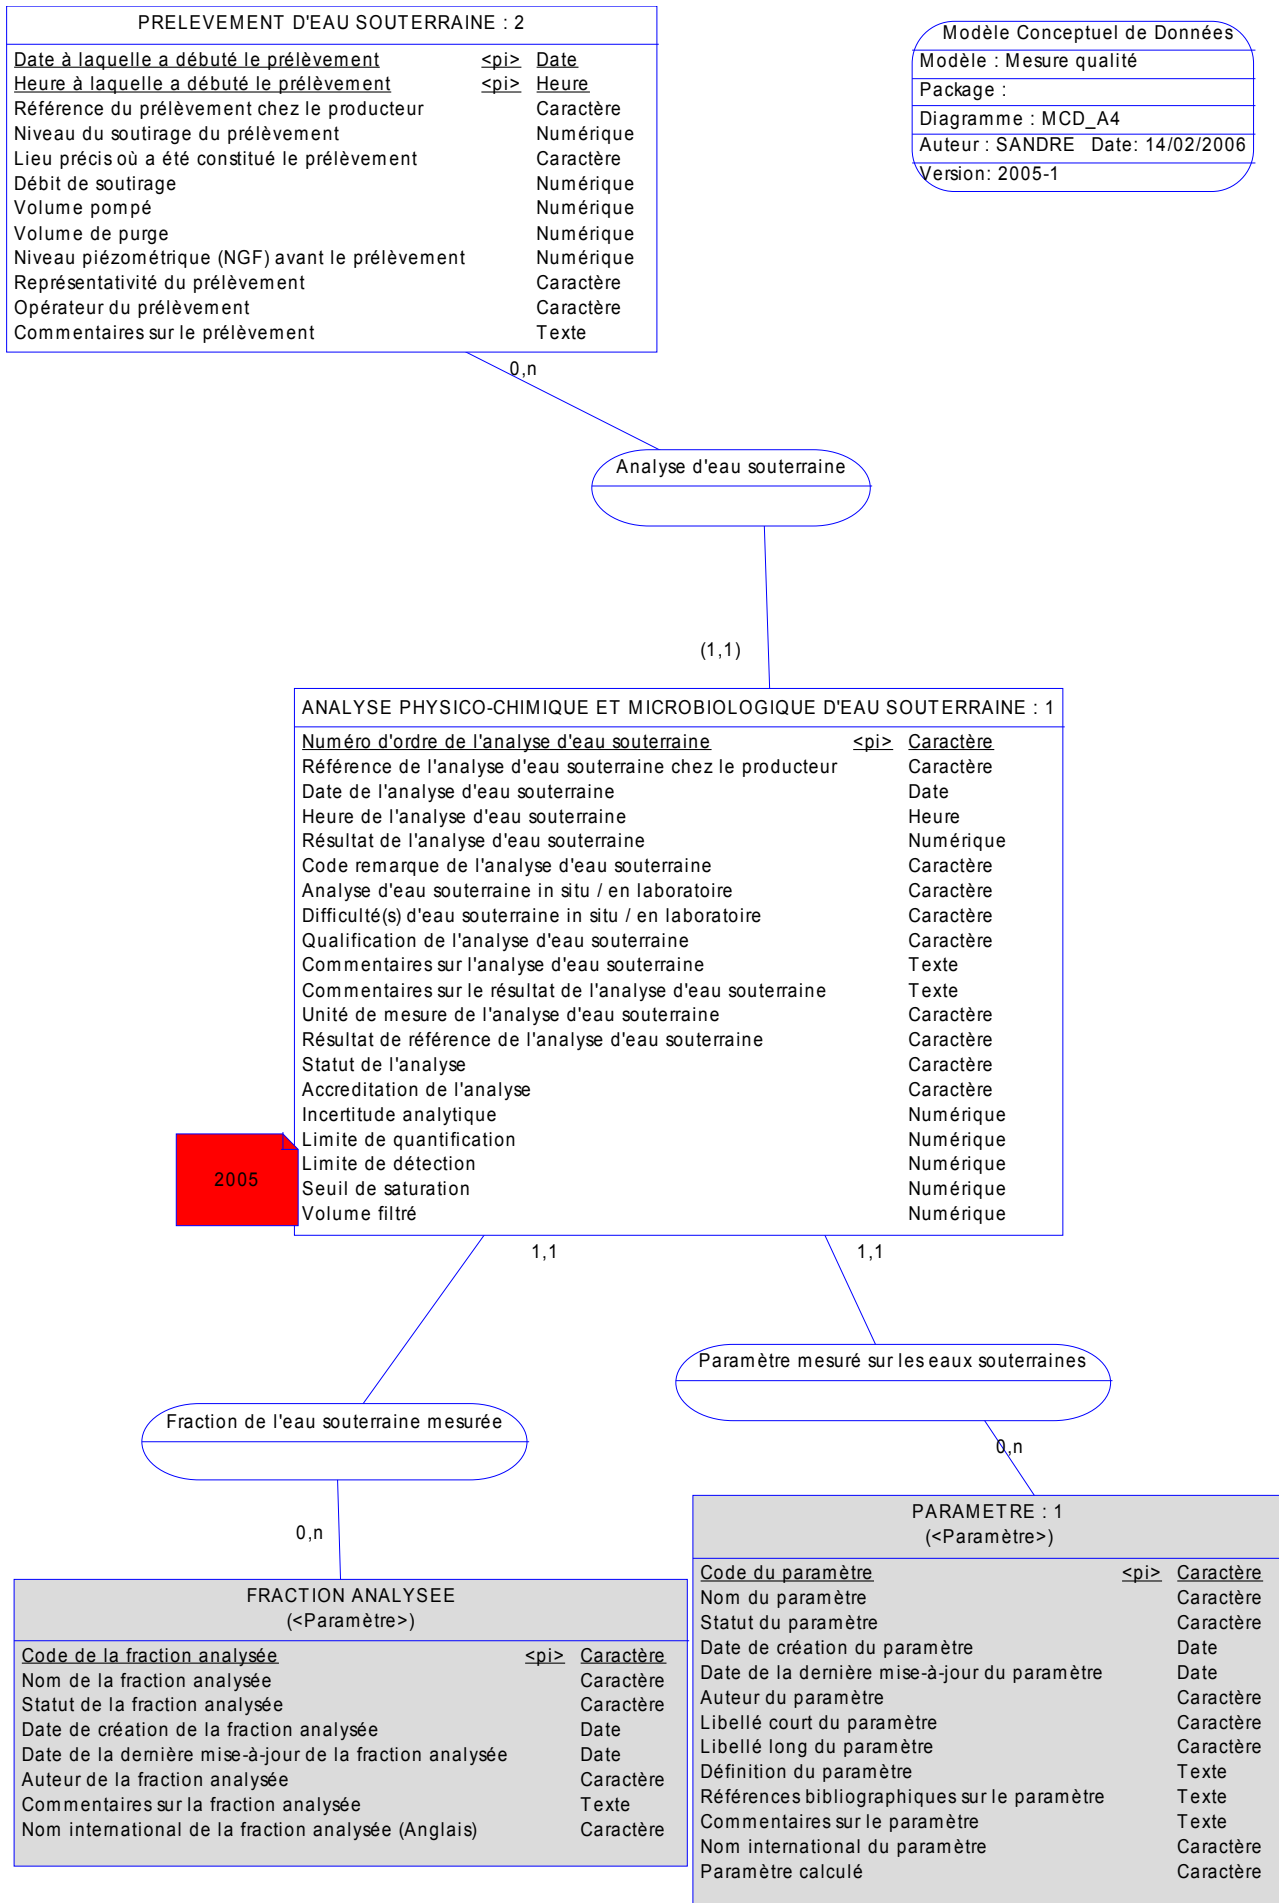 PRELEVEMENT D'EAU SOUTERRAINE : 2
Date à laquelle a débuté le prélèvement <pi> Date
Heure à laquelle a débuté le prélèvement <pi> Heure
Référence du prélèvement chez le producteur Caractère
Niveau du soutirage du prélèvement Numérique
Lieu précis où a été constitué le prélèvement Caractère
Débit de soutirage Numérique
Volume pompé Numérique
Volume de purge Numérique
Niveau piézométrique (NGF) avant le prélèvement Numérique
Représentativité du prélèvement Caractère
Opérateur du prélèvement Caractère
Commentaires sur le prélèvement Texte
Modèle Conceptuel de Données
Modèle : Mesure qualité
Package :
Diagramme : MCD_A4
Auteur : SANDRE Date: 14/02/2006
Version: 2005-1
0,n
Analyse d'eau souterraine
(1,1)
ANALYSE PHYSICO-CHIMIQUE ET MICROBIOLOGIQUE D'EAU SOUTERRAINE : 1
Numéro d'ordre de l'analyse d'eau souterraine <pi> Caractère
Référence de l'analyse d'eau souterraine chez le producteur Caractère
Date de l'analyse d'eau souterraine Date
Heure de l'analyse d'eau souterraine Heure
Résultat de l'analyse d'eau souterraine Numérique
Code remarque de l'analyse d'eau souterraine Caractère
Analyse d'eau souterraine in situ / en laboratoire Caractère
Difficulté(s) d'eau souterraine in situ / en laboratoire Caractère
Qualification de l'analyse d'eau souterraine Caractère
Commentaires sur l'analyse d'eau souterraine Texte
Commentaires sur le résultat de l'analyse d'eau souterraine Texte
Unité de mesure de l'analyse d'eau souterraine Caractère
Résultat de référence de l'analyse d'eau souterraine Caractère
Statut de l'analyse Caractère
Accreditation de l'analyse Caractère
Incertitude analytique Numérique
Limite de quantification Numérique
Limite de détection Numérique
Seuil de saturation Numérique
Volume filtré Numérique
2005
1,1
1,1
Paramètre mesuré sur les eaux souterraines
Fraction de l'eau souterraine mesurée
0,n
0,n
PARAMETRE : 1
(<Paramètre>)
Code du paramètre <pi> Caractère
Nom du paramètre Caractère
Statut du paramètre Caractère
Date de création du paramètre Date
Date de la dernière mise-à-jour du paramètre Date
Auteur du paramètre Caractère
Libellé court du paramètre Caractère
Libellé long du paramètre Caractère
Définition du paramètre Texte
Références bibliographiques sur le paramètre Texte
Commentaires sur le paramètre Texte
Nom international du paramètre Caractère
Paramètre calculé Caractère
FRACTION ANALYSEE
(<Paramètre>)
Code de la fraction analysée <pi> Caractère
Nom de la fraction analysée Caractère
Statut de la fraction analysée Caractère
Date de création de la fraction analysée Date
Date de la dernière mise-à-jour de la fraction analysée Date
Auteur de la fraction analysée Caractère
Commentaires sur la fraction analysée Texte
Nom international de la fraction analysée (Anglais) Caractère